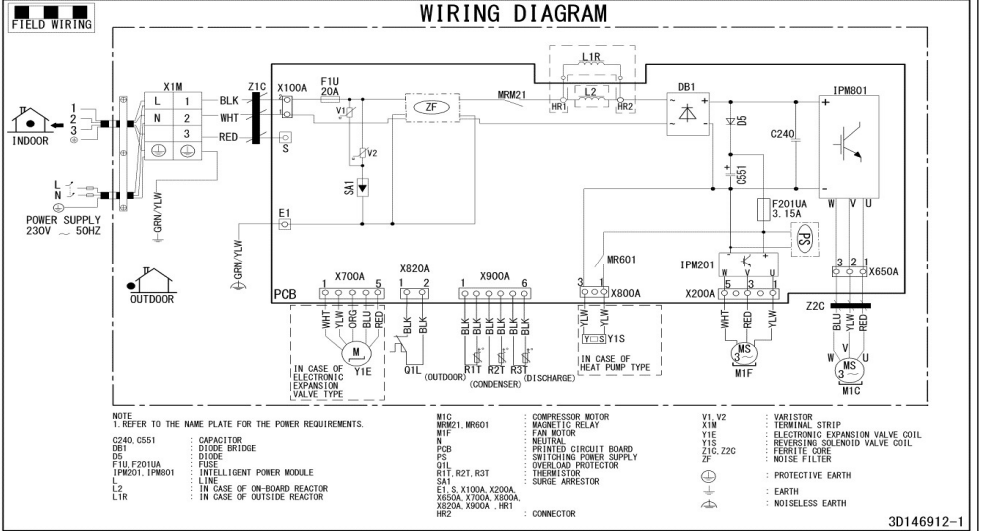 WIRING DIAGRAM
FIELD WIRING
L1R
L2
HR1 HR2
X1M
Z1C
X100A
F1U
20A
MRM21
DB1
IPM801
L 1
N 2
3
BLK
WHT
RED
2
1
S
V1
V2
ZF
SA1
D5
C240
C551
+
−
~
~
+
−
1
2
3
INDOOR
L
N
POWER SUPPLY
230V ~ 50HZ
GRN/YLW
OUTDOOR
E1
GRN/YLW
PCB
F201UA
3.15A
PS
W V U
MR601
IPM201
W V U
X700A
1 5
X820A
1 2
X900A
1 6
3 1
X800A
X200A
5 3 1
3 2 1
X650A
Z2C
WHT
YLW
ORG
BLU
RED
BLK
BLK
BLK
BLK
BLK
BLK
BLK
BLK
YLW
YLW
WHT
RED
YLW
BLU
YLW
RED
M
Y1E
IN CASE OF
ELECTRONIC
EXPANSION
VALVE TYPE
Q1L
R1T R2T R3T
(OUTDOOR)
(CONDENSER)
(DISCHARGE)
Y S Y1S
IN CASE OF
HEAT PUMP TYPE
MS
3~
M1F
W V U
MS
3~
M1C
NOTE
1. REFER TO THE NAME PLATE FOR THE POWER REQUIREMENTS.
C240, C551 : CAPACITOR
DB1 : DIODE BRIDGE
D5 : DIODE
F1U, F201UA : FUSE
IPM201, IPM801 : INTELLIGENT POWER MODULE
L : LINE
L2 : IN CASE OF ON-BOARD REACTOR
L1R : IN CASE OF OUTSIDE REACTOR
M1C : COMPRESSOR MOTOR
MRM21, MR601 : MAGNETIC RELAY
M1F : FAN MOTOR
N : NEUTRAL
PCB : PRINTED CIRCUIT BOARD
PS : SWITCHING POWER SUPPLY
Q1L : OVERLOAD PROTECTOR
R1T, R2T, R3T : THERMISTOR
SA1 : SURGE ARRESTOR
E1, S, X100A, X200A,
X650A, X700A, X800A,
X820A, X900A , HR1
HR2 : CONNECTOR
V1, V2 : VARISTOR
X1M : TERMINAL STRIP
Y1E : ELECTRONIC EXPANSION VALVE COIL
Y1S : REVERSING SOLENOID VALVE COIL
Z1C, Z2C : FERRITE CORE
ZF : NOISE FILTER
: PROTECTIVE EARTH
: EARTH
: NOISELESS EARTH
3D146912-1